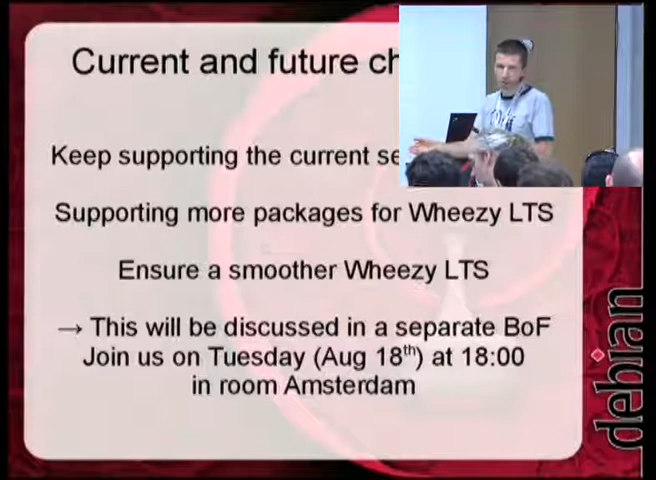 Current and future ch
Keep supporting the current se
Supporting more packages for Wheezy LTS
Ensure a smoother Wheezy LTS
→ This will be discussed in a separate BoF
Join us on Tuesday (Aug 18th) at 18:00
in room Amsterdam
debian